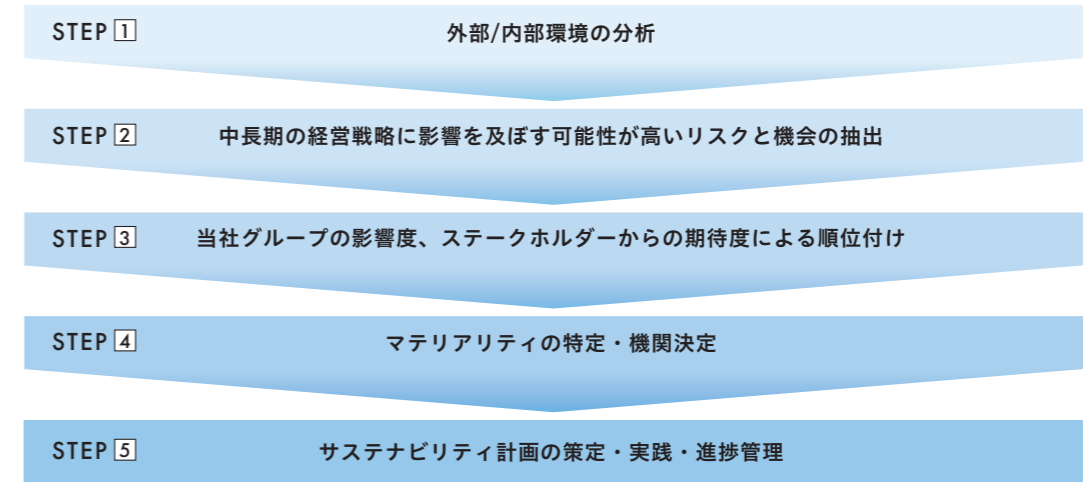 STEP 1 外部/内部環境の分析
STEP 2 中長期の経営戦略に影響を及ぼす可能性が高いリスクと機会の抽出
STEP 3 当社グループの影響度、ステークホルダーからの期待度による順位付け
STEP 4 マテリアリティの特定・機関決定
STEP 5 サステナビリティ計画の策定・実践・進捗管理